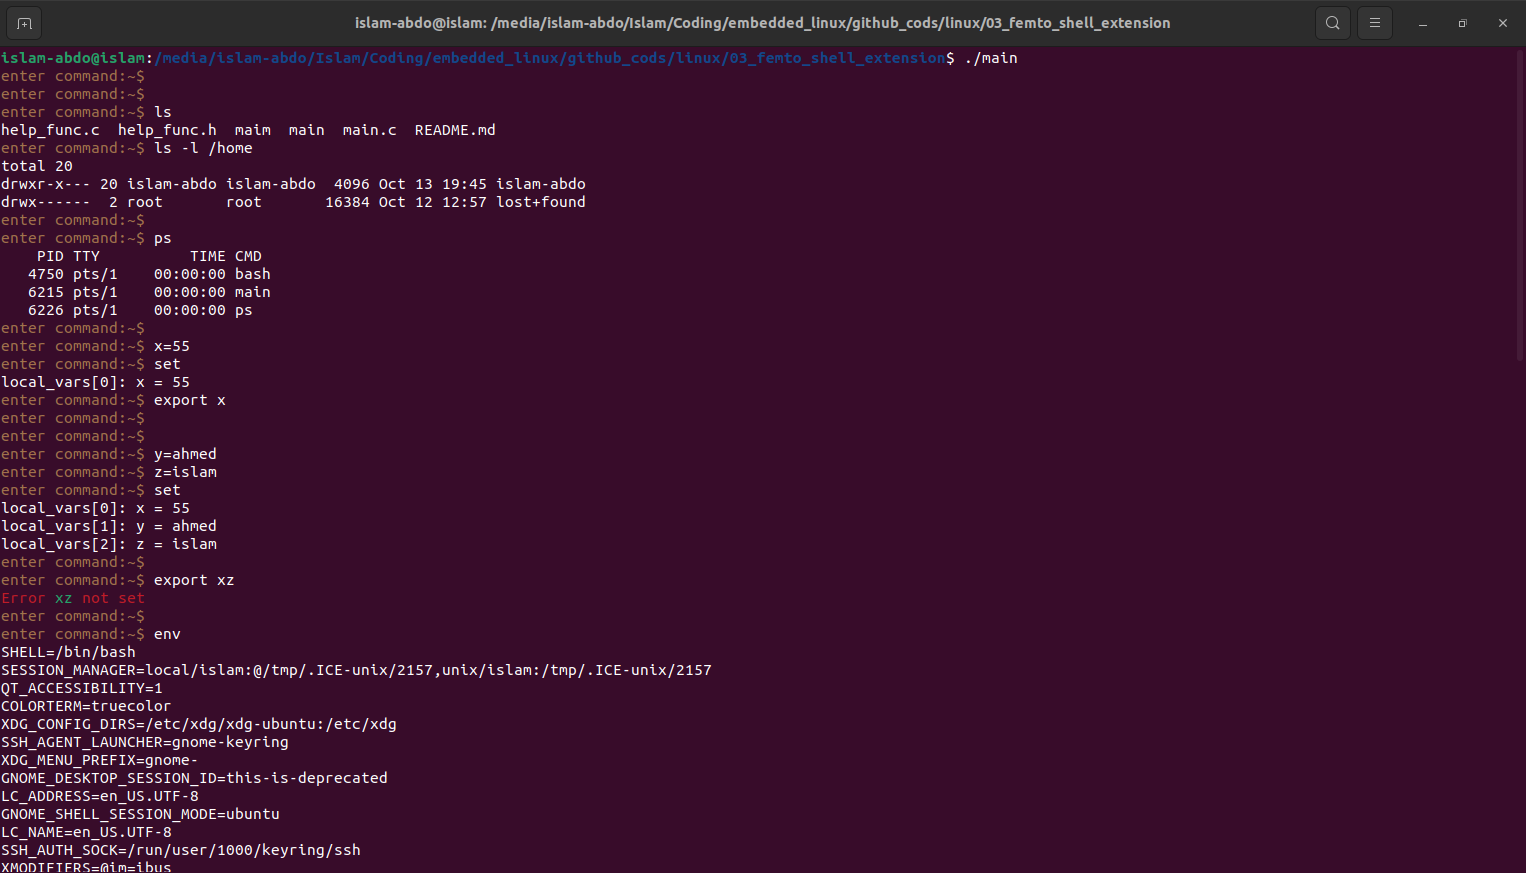 islam-abdo@islam: /media/islam-abdo/Islam/Coding/embedded_linux/github_cods/linux/03_femto_shell_extension
islam-abdo@islam:/media/islam-abdo/Islam/Coding/embedded_linux/github_cods/linux/03_femto_shell_extension$ ./main
enter command:~$
enter command:~$
enter command:~$ ls
help_func.c  help_func.h  maim  main  main.c  README.md
enter command:~$ ls -l /home
total 20
drwxr-x--- 20 islam-abdo islam-abdo  4096 Oct 13 19:45 islam-abdo
drwx------  2 root       root       16384 Oct 12 12:57 lost+found
enter command:~$
enter command:~$ ps
    PID TTY          TIME CMD
   4750 pts/1    00:00:00 bash
   6215 pts/1    00:00:00 main
   6226 pts/1    00:00:00 ps
enter command:~$
enter command:~$ x=55
enter command:~$ set
local_vars[0]: x = 55
enter command:~$ export x
enter command:~$
enter command:~$
enter command:~$ y=ahmed
enter command:~$ z=islam
enter command:~$ set
local_vars[0]: x = 55
local_vars[1]: y = ahmed
local_vars[2]: z = islam
enter command:~$
enter command:~$ export xz
Error xz not set
enter command:~$
enter command:~$ env
SHELL=/bin/bash
SESSION_MANAGER=local/islam:@/tmp/.ICE-unix/2157,unix/islam:/tmp/.ICE-unix/2157
QT_ACCESSIBILITY=1
COLORTERM=truecolor
XDG_CONFIG_DIRS=/etc/xdg/xdg-ubuntu:/etc/xdg
SSH_AGENT_LAUNCHER=gnome-keyring
XDG_MENU_PREFIX=gnome-
GNOME_DESKTOP_SESSION_ID=this-is-deprecated
LC_ADDRESS=en_US.UTF-8
GNOME_SHELL_SESSION_MODE=ubuntu
LC_NAME=en_US.UTF-8
SSH_AUTH_SOCK=/run/user/1000/keyring/ssh
XMODIFIERS=@im=ibus